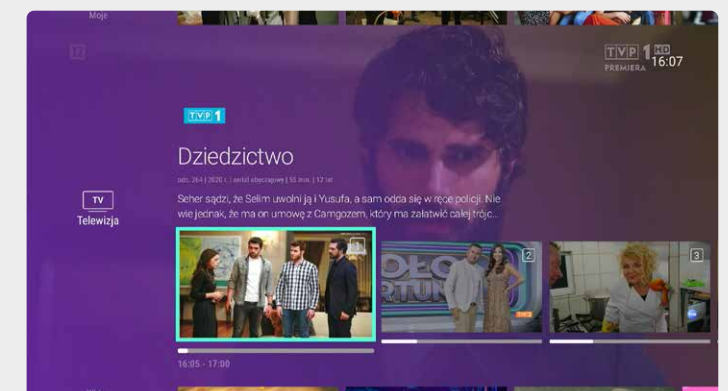 Moje
12
TVP 1 HD
PREMIERA
16:07
TVP 1
Dziedzictwo
odc. 264 | 2020 r. | serial obyczajowy | 55 min. | 12 lat
Seher sądzi, że Selim uwolni ją i Yusufa, a sam odda się w ręce policji. Nie
wie jednak, że ma on umowę z Camgozem, który ma załatwić całej trójc...
TV
Telewizja
1
2
3
16:05 - 17:00